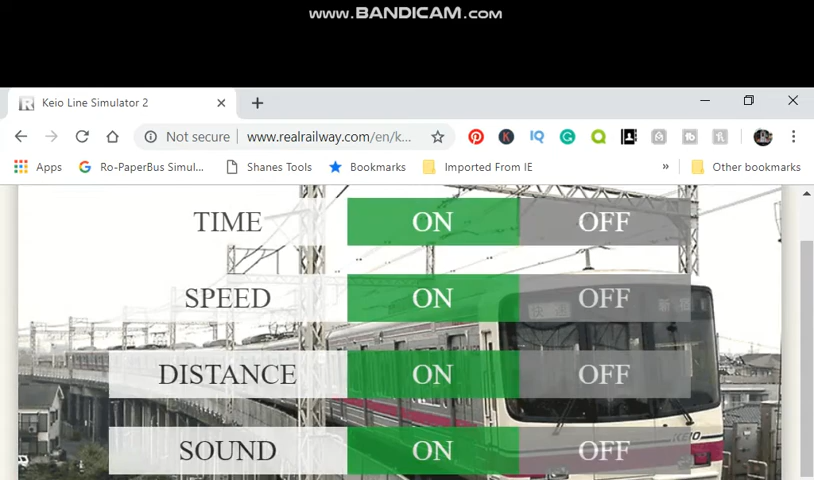 www.BANDICAM.com
Keio Line Simulator 2
Not secure www.realrailway.com/en/k...
Apps Ro-PaperBus Simul... Shanes Tools Bookmarks Imported From IE » Other bookmarks
TIME ON OFF
SPEED ON OFF
DISTANCE ON OFF
SOUND ON OFF
KEIO